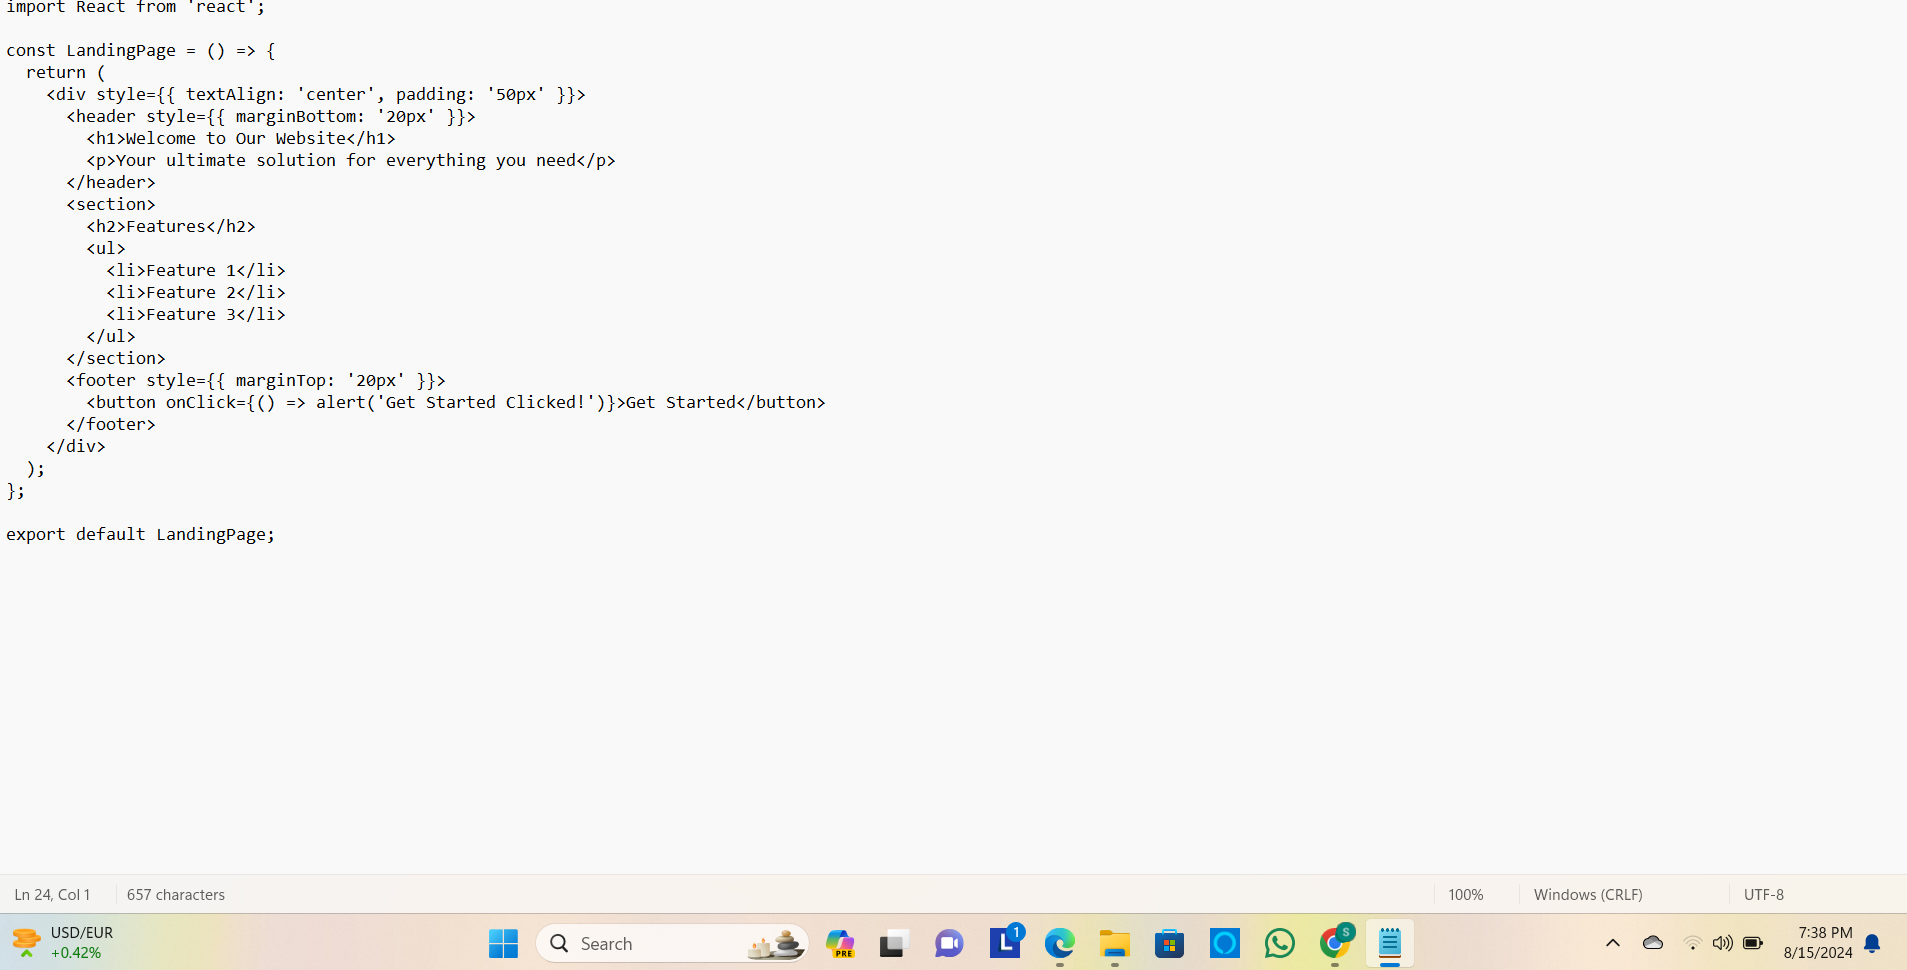 import React from 'react';

const LandingPage = () => {
  return (
    <div style={{ textAlign: 'center', padding: '50px' }}>
      <header style={{ marginBottom: '20px' }}>
        <h1>Welcome to Our Website</h1>
        <p>Your ultimate solution for everything you need</p>
      </header>
      <section>
        <h2>Features</h2>
        <ul>
          <li>Feature 1</li>
          <li>Feature 2</li>
          <li>Feature 3</li>
        </ul>
      </section>
      <footer style={{ marginTop: '20px' }}>
        <button onClick={() => alert('Get Started Clicked!')}>Get Started</button>
      </footer>
    </div>
  );
};

export default LandingPage;
Ln 24, Col 1 657 characters 100% Windows (CRLF) UTF-8
USD/EUR
+0.42%
Search
PRE
L 1
S
7:38 PM
8/15/2024